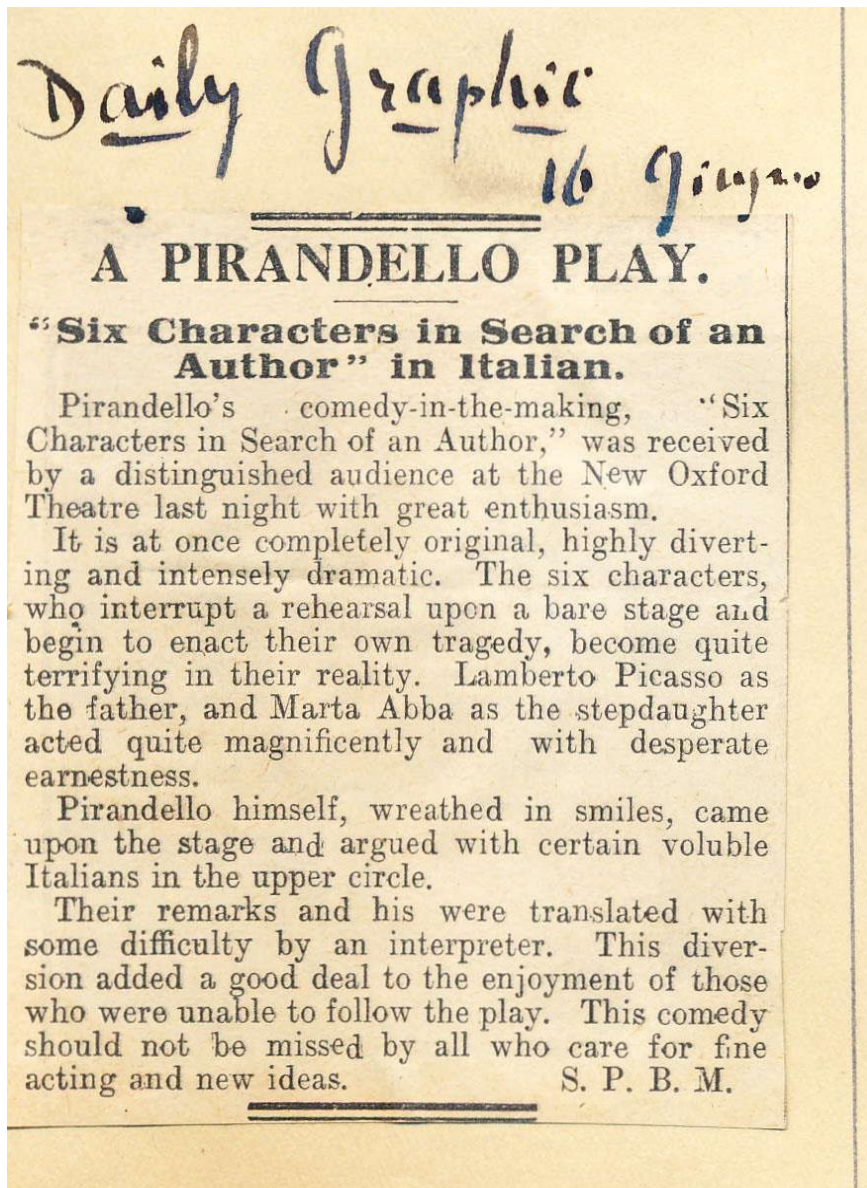 Daily Graphic
16 Giugno
A PIRANDELLO PLAY.
"Six Characters in Search of an
Author" in Italian.
Pirandello's comedy-in-the-making, "Six
Characters in Search of an Author," was received
by a distinguished audience at the New Oxford
Theatre last night with great enthusiasm.
It is at once completely original, highly divert-
ing and intensely dramatic. The six characters,
who interrupt a rehearsal upon a bare stage and
begin to enact their own tragedy, become quite
terrifying in their reality. Lamberto Picasso as
the father, and Marta Abba as the stepdaughter
acted quite magnificently and with desperate
earnestness.
Pirandello himself, wreathed in smiles, came
upon the stage and argued with certain voluble
Italians in the upper circle.
Their remarks and his were translated with
some difficulty by an interpreter. This diver-
sion added a good deal to the enjoyment of those
who were unable to follow the play. This comedy
should not be missed by all who care for fine
acting and new ideas. S. P. B. M.